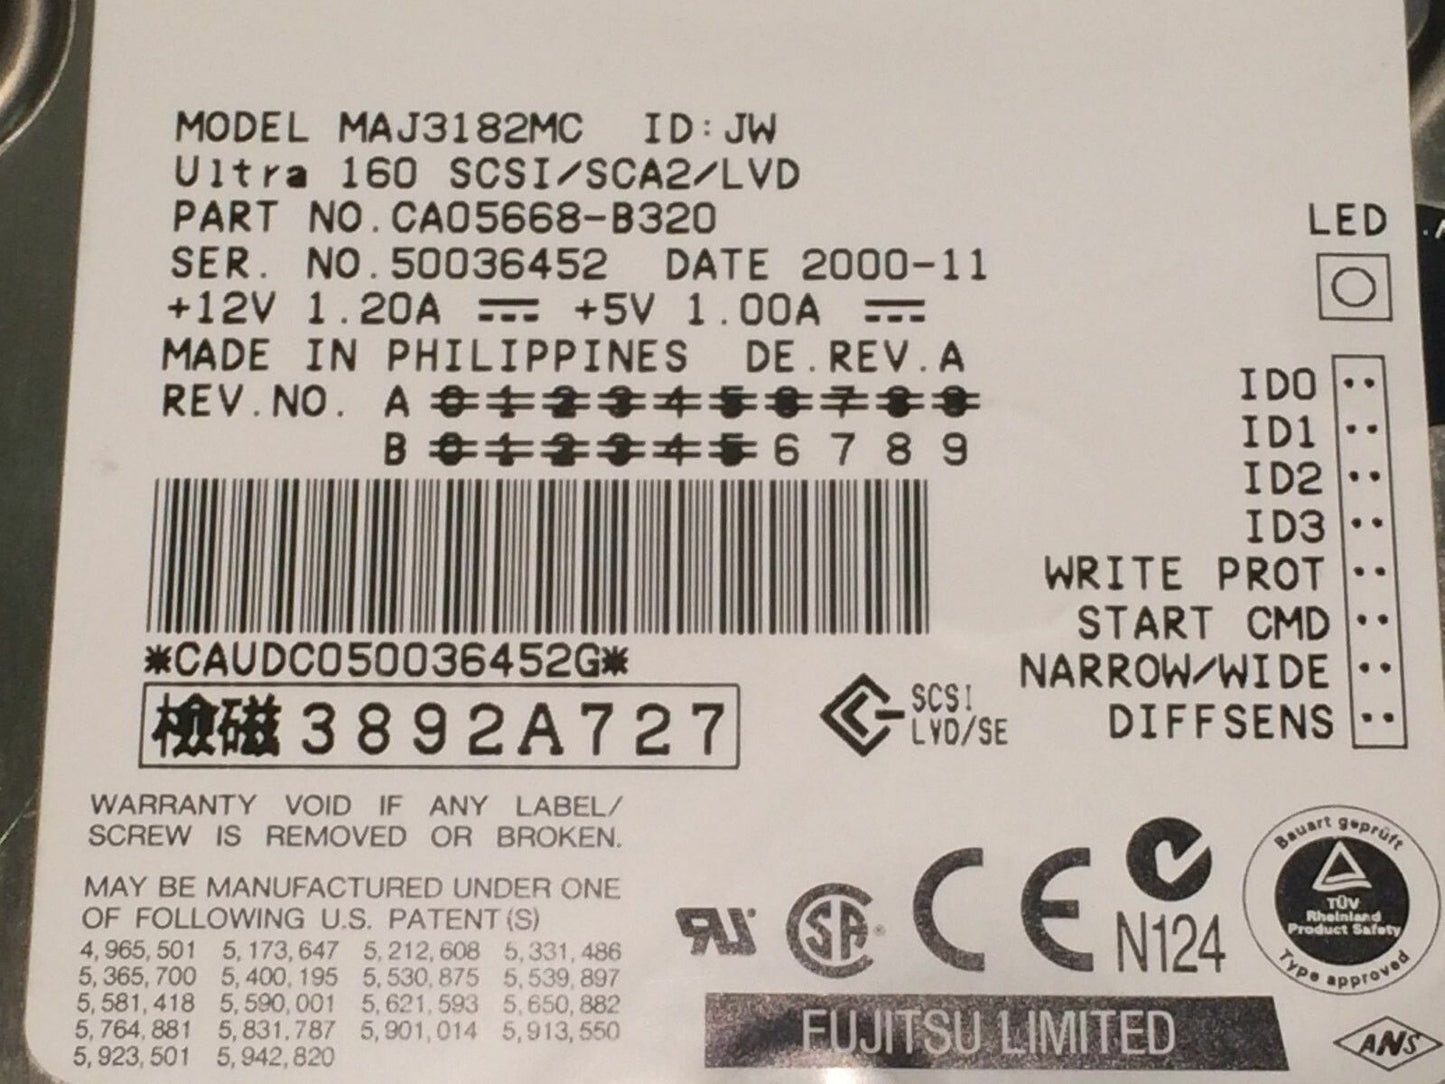 MODEL MAJ3182MC ID:JW
Ultra 160 SCSI/SCA2/LVD
PART NO.CA05668-B320
SER. NO.50036452 DATE 2000-11
+12V 1.20A +5V 1.00A
MADE IN PHILIPPINES DE.REV.A
REV.NO. A 0 1 2 3 4 5 6 7 8 9
B 0 1 2 3 4 5 6 7 8 9
*CAUDC050036452G*
検磁 3892A727
WARRANTY VOID IF ANY LABEL/
SCREW IS REMOVED OR BROKEN.
MAY BE MANUFACTURED UNDER ONE
OF FOLLOWING U.S. PATENT(S)
4,965,501 5,173,647 5,212,608 5,331,486
5,365,700 5,400,195 5,530,875 5,539,897
5,581,418 5,590,001 5,621,593 5,650,882
5,764,881 5,831,787 5,901,014 5,913,550
5,923,501 5,942,820
LED
ID0
ID1
ID2
ID3
WRITE PROT
START CMD
NARROW/WIDE
DIFFSENS
SCSI
LVD/SE
SA
CE
N124
Bauart geprüft
TÜV
Rheinland
Product Safety
Type approved
FUJITSU LIMITED
ANS